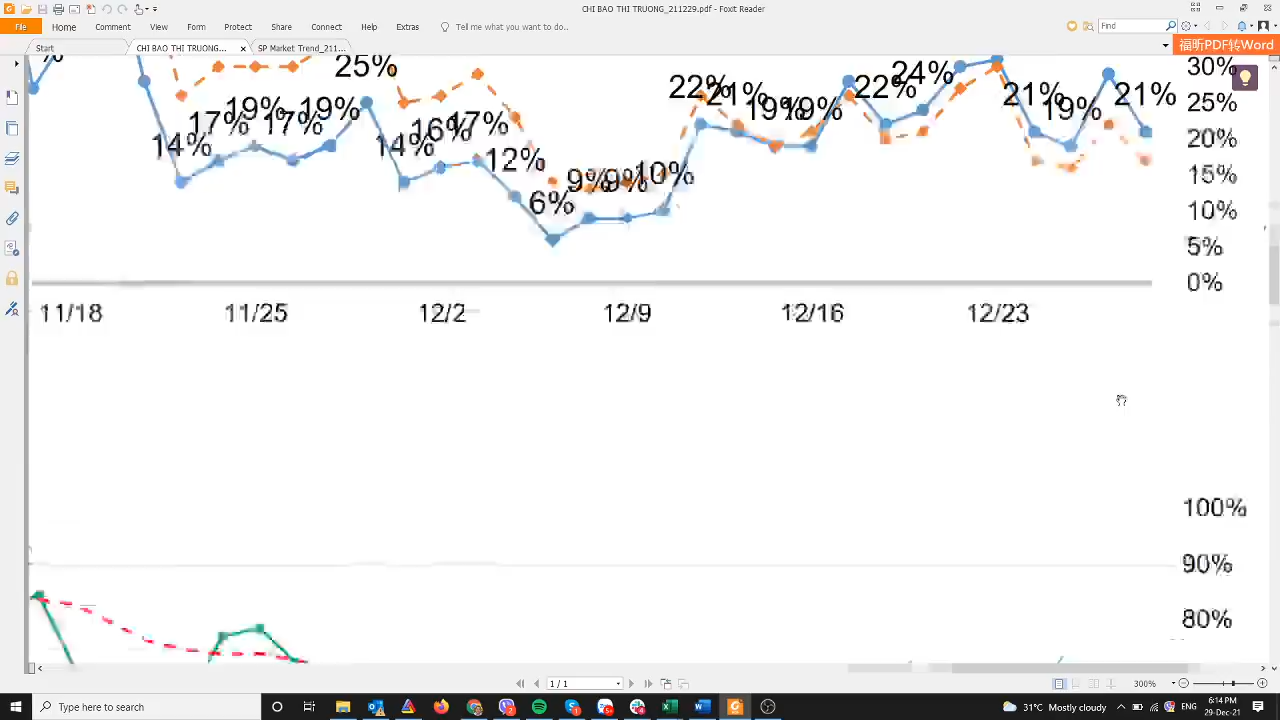 CHI BAO THI TRUONG_211229.pdf - Foxit Reader
File Home Comment View Form Protect Share Connect Help Extras Tell me what you want to do.. Find
Start CHI BAO THI TRUONG... SP Market Trend_211... 福昕PDF转Word
25% 30%
22% 21% 22% 24% 21% 21% 25%
17% 19% 17% 19% 19% 19% 19%
14% 14% 16% 17% 20%
12% 9% 9% 10% 15%
6% 10%
5%
0%
11/18 11/25 12/2 12/9 12/16 12/23
100%
90%
80%
1 / 1 300%
Type here to search 31°C Mostly cloudy ENG 6:14 PM
29-Dec-21